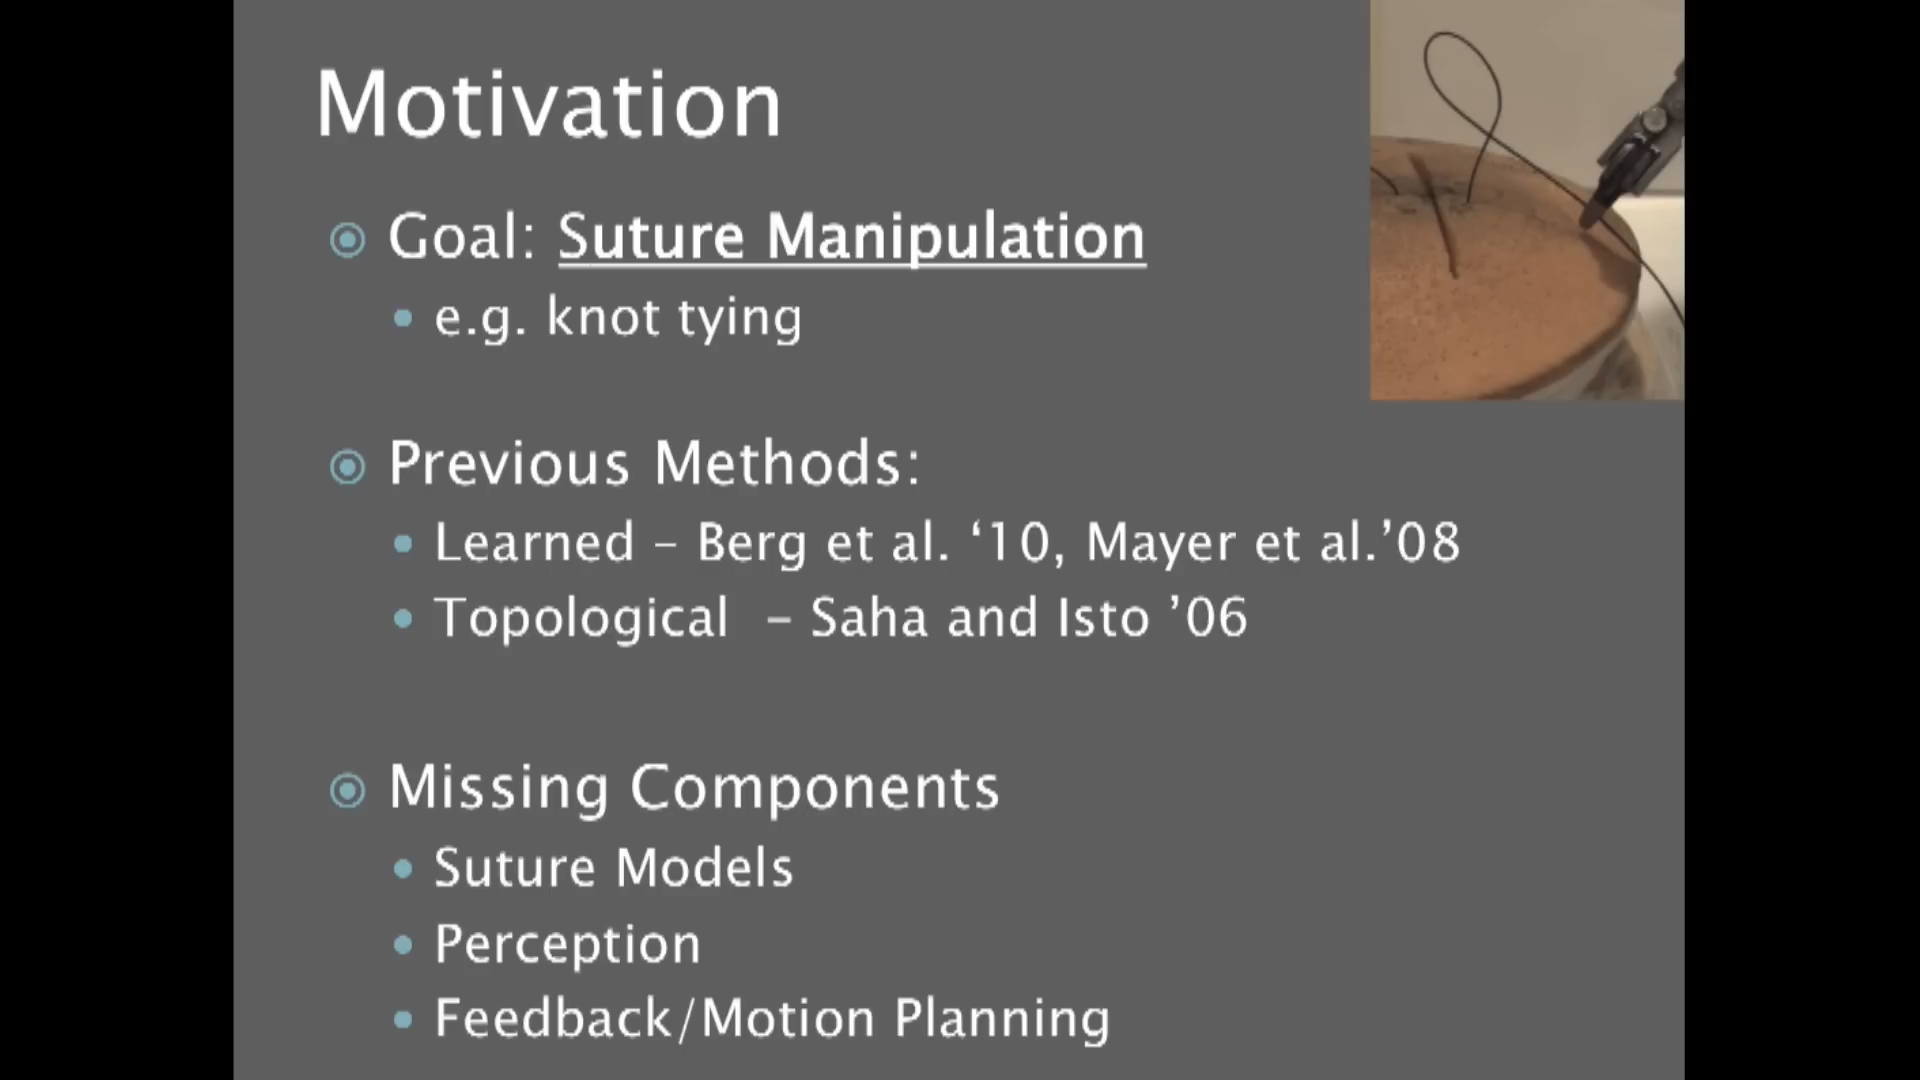 Motivation
Goal: Suture Manipulation
e.g. knot tying
Previous Methods:
Learned – Berg et al. ‘10, Mayer et al.’08
Topological – Saha and Isto ’06
Missing Components
Suture Models
Perception
Feedback/Motion Planning